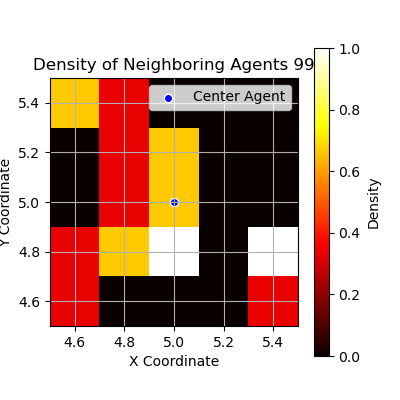 Density of Neighboring Agents 99
Center Agent
5.4
5.2
5.0
4.8
4.6
Y Coordinate
4.6 4.8 5.0 5.2 5.4
X Coordinate
1.0
0.8
0.6
0.4
0.2
0.0
Density